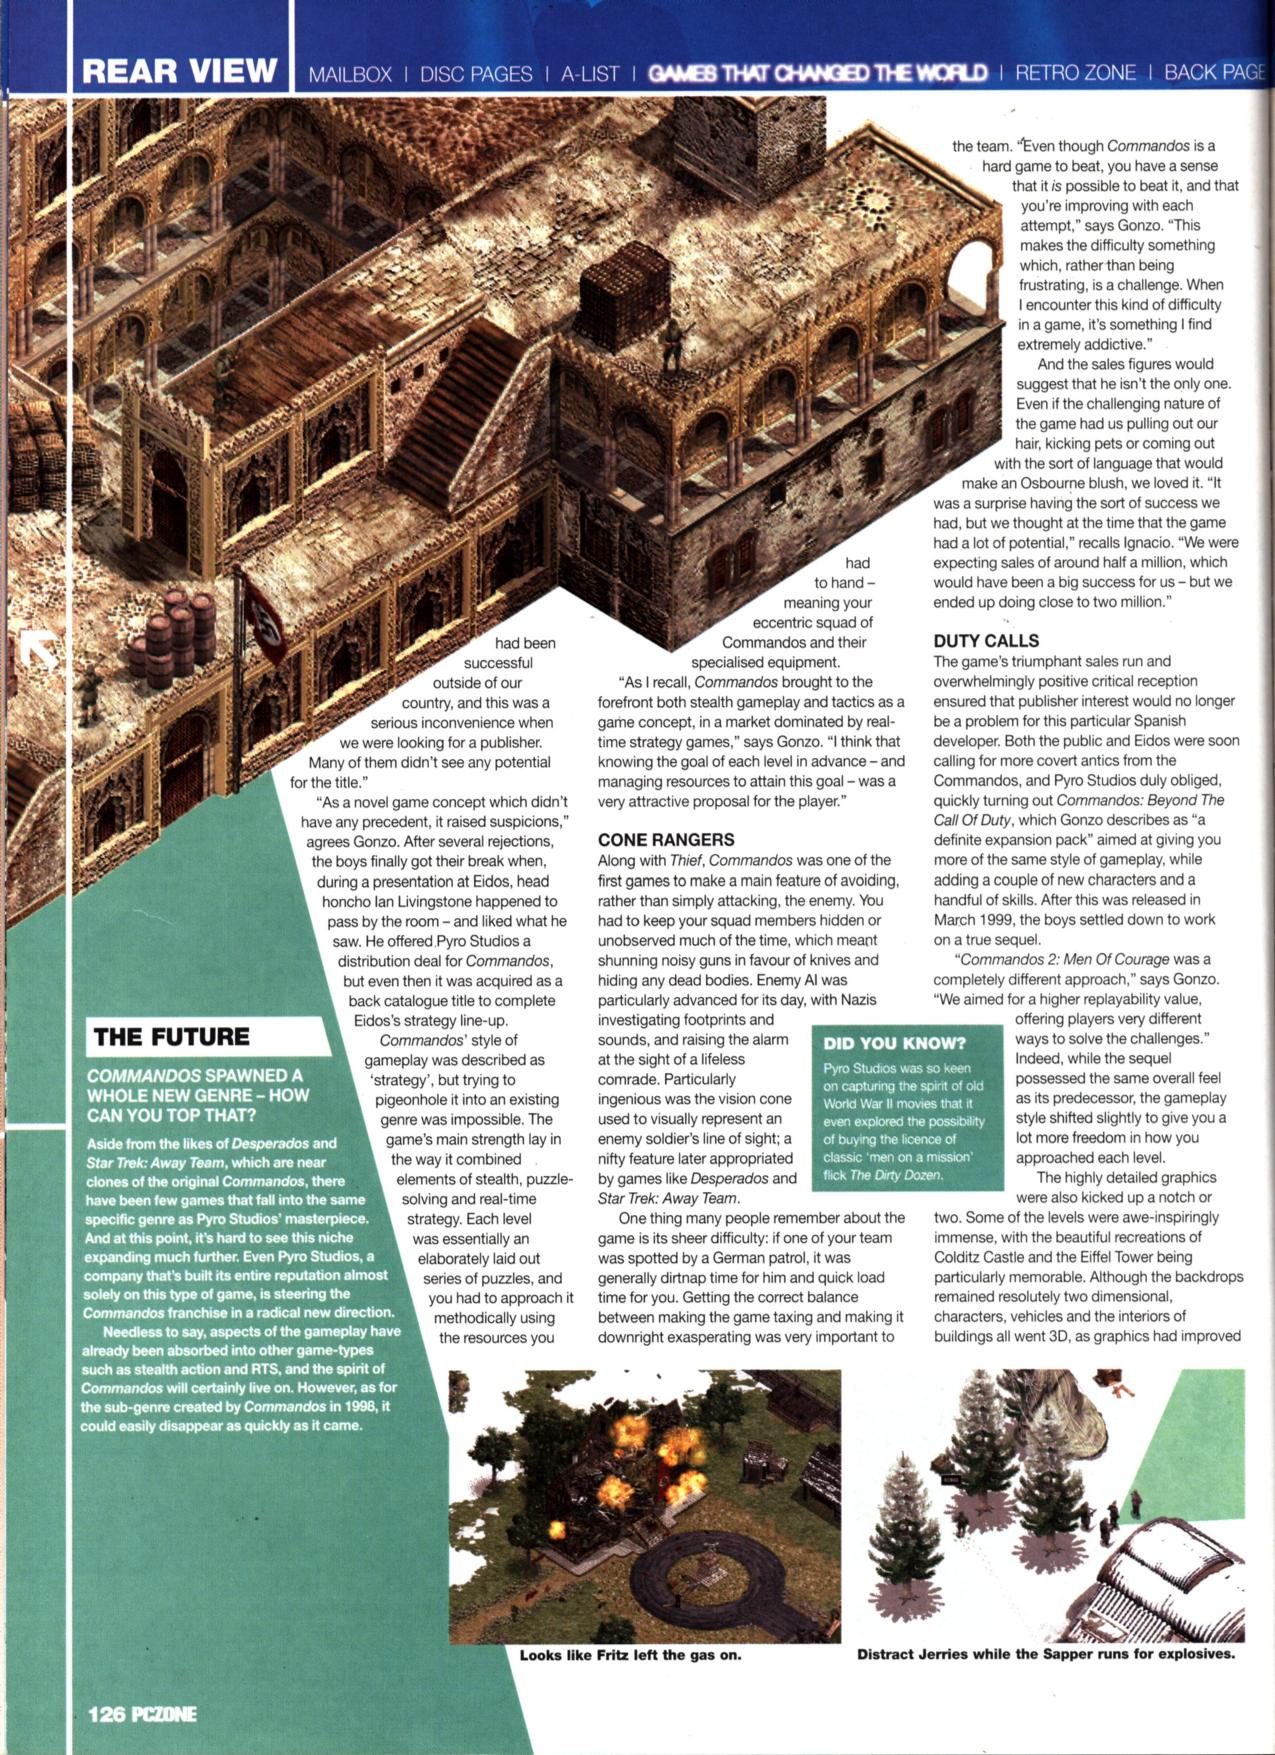 REAR VIEW
MAILBOX | DISC PAGES | A-LIST | GAMES THAT CHANGED THE WORLD | RETRO ZONE | BACK PAGE
had been
successful
outside of our
country, and this was a
serious inconvenience when
we were looking for a publisher.
Many of them didn't see any potential
for the title."
"As a novel game concept which didn't
have any precedent, it raised suspicions,"
agrees Gonzo. After several rejections,
the boys finally got their break when,
during a presentation at Eidos, head
honcho Ian Livingstone happened to
pass by the room – and liked what he
saw. He offered Pyro Studios a
distribution deal for Commandos,
but even then it was acquired as a
back catalogue title to complete
Eidos's strategy line-up.
Commandos' style of
gameplay was described as
'strategy', but trying to
pigeonhole it into an existing
genre was impossible. The
game's main strength lay in
the way it combined
elements of stealth, puzzle-
solving and real-time
strategy. Each level
was essentially an
elaborately laid out
series of puzzles, and
you had to approach it
methodically using
the resources you
had
to hand –
meaning your
eccentric squad of
Commandos and their
specialised equipment.
"As I recall, Commandos brought to the
forefront both stealth gameplay and tactics as a
game concept, in a market dominated by real-
time strategy games," says Gonzo. "I think that
knowing the goal of each level in advance – and
managing resources to attain this goal – was a
very attractive proposal for the player."
CONE RANGERS
Along with Thief, Commandos was one of the
first games to make a main feature of avoiding,
rather than simply attacking, the enemy. You
had to keep your squad members hidden or
unobserved much of the time, which meant
shunning noisy guns in favour of knives and
hiding any dead bodies. Enemy AI was
particularly advanced for its day, with Nazis
investigating footprints and
sounds, and raising the alarm
at the sight of a lifeless
comrade. Particularly
ingenious was the vision cone
used to visually represent an
enemy soldier's line of sight; a
nifty feature later appropriated
by games like Desperados and
Star Trek: Away Team.
One thing many people remember about the
game is its sheer difficulty: if one of your team
was spotted by a German patrol, it was
generally dirtnap time for him and quick load
time for you. Getting the correct balance
between making the game taxing and making it
downright exasperating was very important to
the team. "Even though Commandos is a
hard game to beat, you have a sense
that it is possible to beat it, and that
you're improving with each
attempt," says Gonzo. "This
makes the difficulty something
which, rather than being
frustrating, is a challenge. When
I encounter this kind of difficulty
in a game, it's something I find
extremely addictive."
And the sales figures would
suggest that he isn't the only one.
Even if the challenging nature of
the game had us pulling out our
hair, kicking pets or coming out
with the sort of language that would
make an Osbourne blush, we loved it. "It
was a surprise having the sort of success we
had, but we thought at the time that the game
had a lot of potential," recalls Ignacio. "We were
expecting sales of around half a million, which
would have been a big success for us – but we
ended up doing close to two million."
DUTY CALLS
The game's triumphant sales run and
overwhelmingly positive critical reception
ensured that publisher interest would no longer
be a problem for this particular Spanish
developer. Both the public and Eidos were soon
calling for more covert antics from the
Commandos, and Pyro Studios duly obliged,
quickly turning out Commandos: Beyond The
Call Of Duty, which Gonzo describes as "a
definite expansion pack" aimed at giving you
more of the same style of gameplay, while
adding a couple of new characters and a
handful of skills. After this was released in
March 1999, the boys settled down to work
on a true sequel.
"Commandos 2: Men Of Courage was a
completely different approach," says Gonzo.
"We aimed for a higher replayability value,
offering players very different
ways to solve the challenges."
Indeed, while the sequel
possessed the same overall feel
as its predecessor, the gameplay
style shifted slightly to give you a
lot more freedom in how you
approached each level.
The highly detailed graphics
were also kicked up a notch or
two. Some of the levels were awe-inspiringly
immense, with the beautiful recreations of
Colditz Castle and the Eiffel Tower being
particularly memorable. Although the backdrops
remained resolutely two dimensional,
characters, vehicles and the interiors of
buildings all went 3D, as graphics had improved
DID YOU KNOW?
Pyro Studios was so keen
on capturing the spirit of old
World War II movies that it
even explored the possibility
of buying the licence of
classic 'men on a mission'
flick The Dirty Dozen.
THE FUTURE
COMMANDOS SPAWNED A
WHOLE NEW GENRE – HOW
CAN YOU TOP THAT?
Aside from the likes of Desperados and
Star Trek: Away Team, which are near
clones of the original Commandos, there
have been few games that fall into the same
specific genre as Pyro Studios' masterpiece.
And at this point, it's hard to see this niche
expanding much further. Even Pyro Studios, a
company that's built its entire reputation almost
solely on this type of game, is steering the
Commandos franchise in a radical new direction.
Needless to say, aspects of the gameplay have
already been absorbed into other game-types
such as stealth action and RTS, and the spirit of
Commandos will certainly live on. However, as for
the sub-genre created by Commandos in 1998, it
could easily disappear as quickly as it came.
Looks like Fritz left the gas on.
Distract Jerries while the Sapper runs for explosives.
126 PCZONE